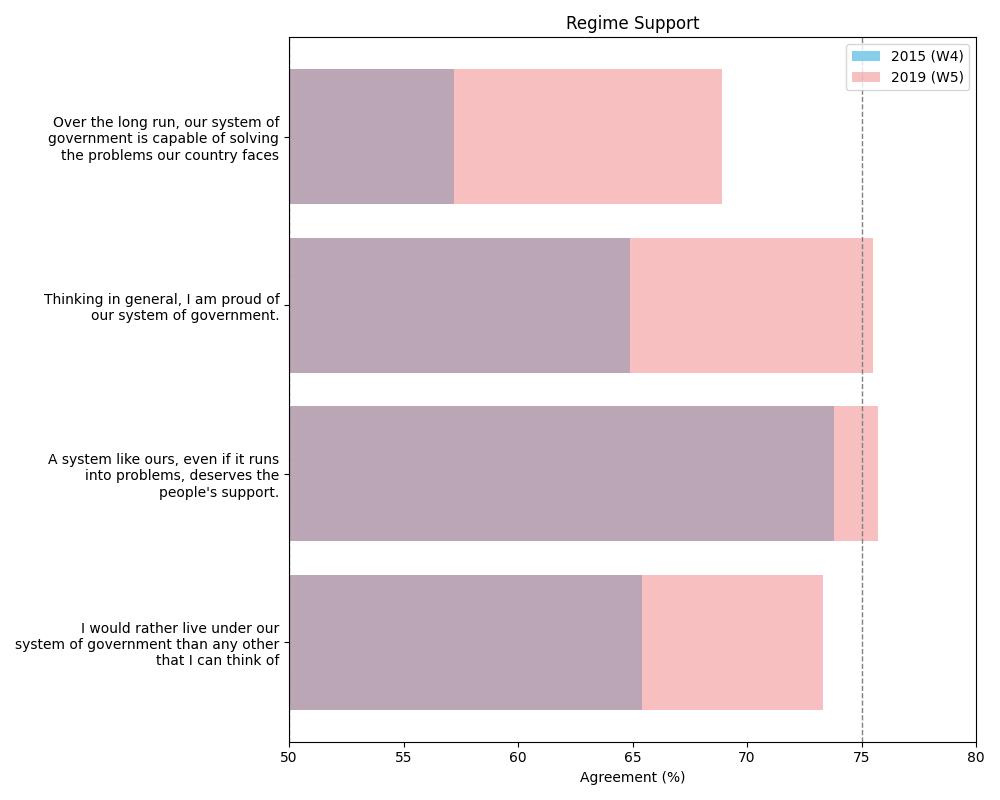 Regime Support
2015 (W4)
2019 (W5)
Over the long run, our system of
government is capable of solving
the problems our country faces
Thinking in general, I am proud of
our system of government.
A system like ours, even if it runs
into problems, deserves the
people's support.
I would rather live under our
system of government than any other
that I can think of
50 55 60 65 70 75 80
Agreement (%)